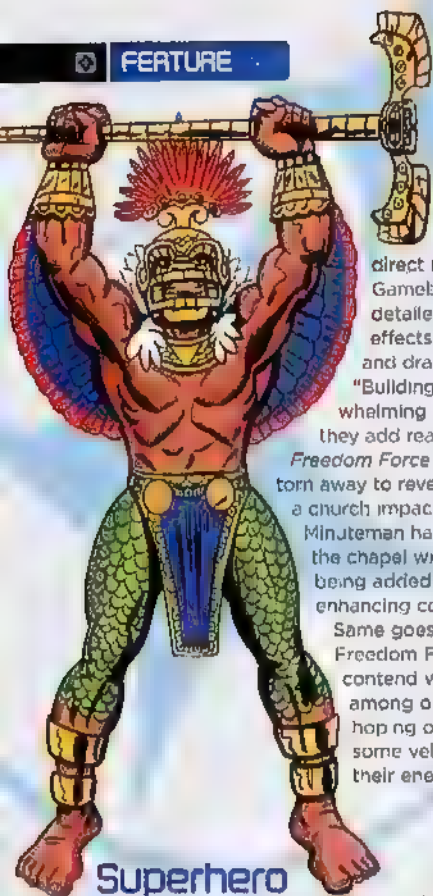 FEATURE
direct
Gameb
detaile
effects
and dra
"Building
whelming
they add rea
Freedom Force
torn away to reve
a church impac
Minuteman ha
the chapel w
being added
enhancing co
Same goes
Freedom F
contend w
among o
hoping o
some vel
their ene
Superhero